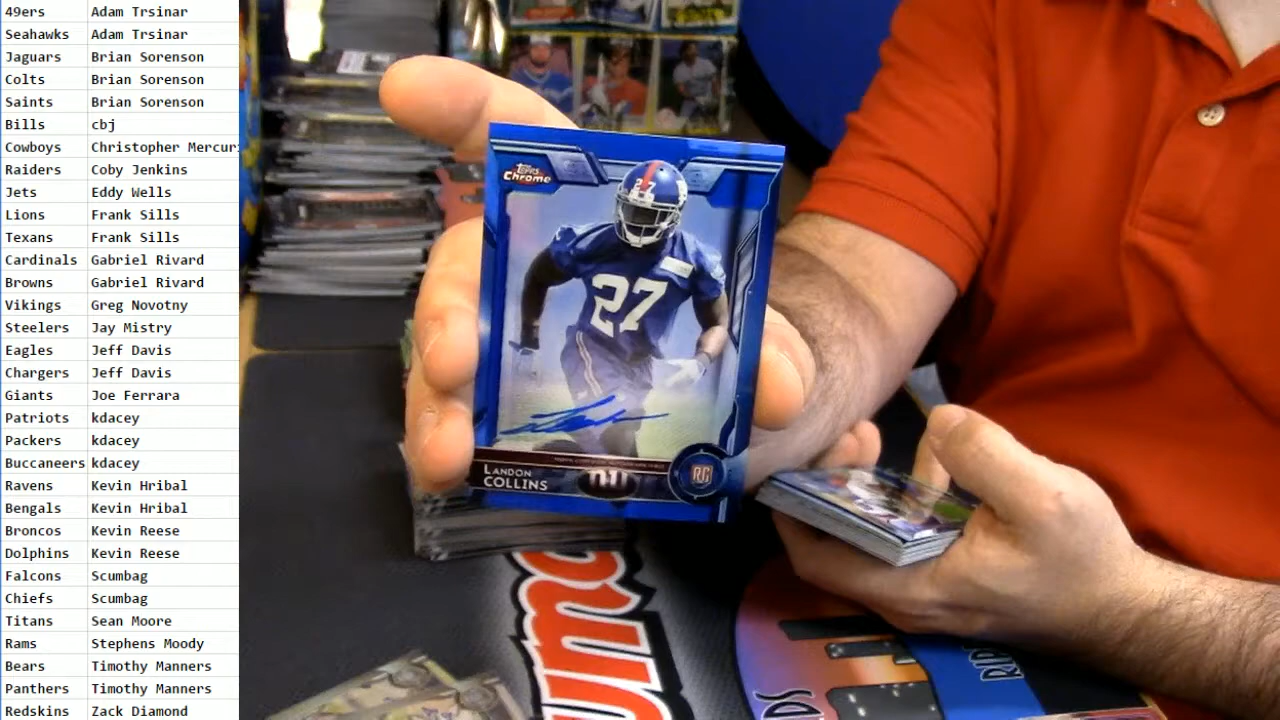 49ers Adam Trsinar
Seahawks Adam Trsinar
Jaguars Brian Sorenson
Colts Brian Sorenson
Saints Brian Sorenson
Bills cbj
Cowboys Christopher Mercuri
Raiders Coby Jenkins
Jets Eddy Wells
Lions Frank Sills
Texans Frank Sills
Cardinals Gabriel Rivard
Browns Gabriel Rivard
Vikings Greg Novotny
Steelers Jay Mistry
Eagles Jeff Davis
Chargers Jeff Davis
Giants Joe Ferrara
Patriots kdacey
Packers kdacey
Buccaneers kdacey
Ravens Kevin Hribal
Bengals Kevin Hribal
Broncos Kevin Reese
Dolphins Kevin Reese
Falcons Scumbag
Chiefs Scumbag
Titans Sean Moore
Rams Stephens Moody
Bears Timothy Manners
Panthers Timothy Manners
Redskins Zack Diamond
Topps
Chrome
27
27
LANDON
COLLINS
RC